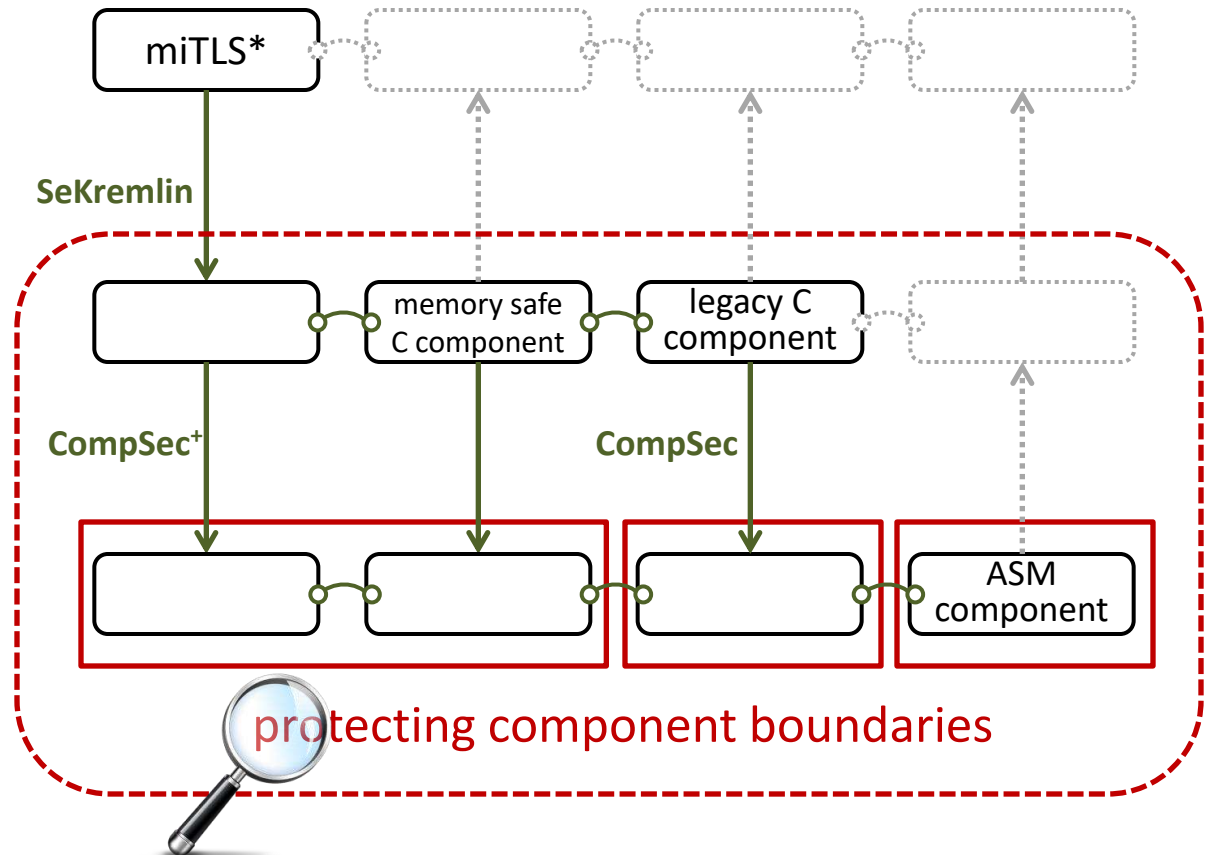 miTLS*
SeKremlin
memory safe
C component
legacy C
component
CompSec⁺
CompSec
ASM
component
protecting component boundaries